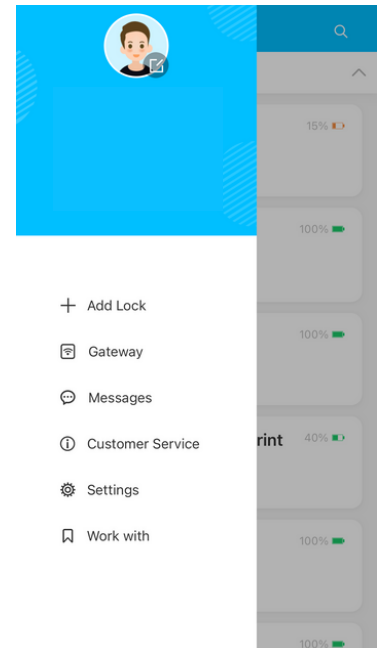 15%
100%
Add Lock
Gateway
100%
Messages
Customer Service
rint 40%
Settings
Work with
100%
100%